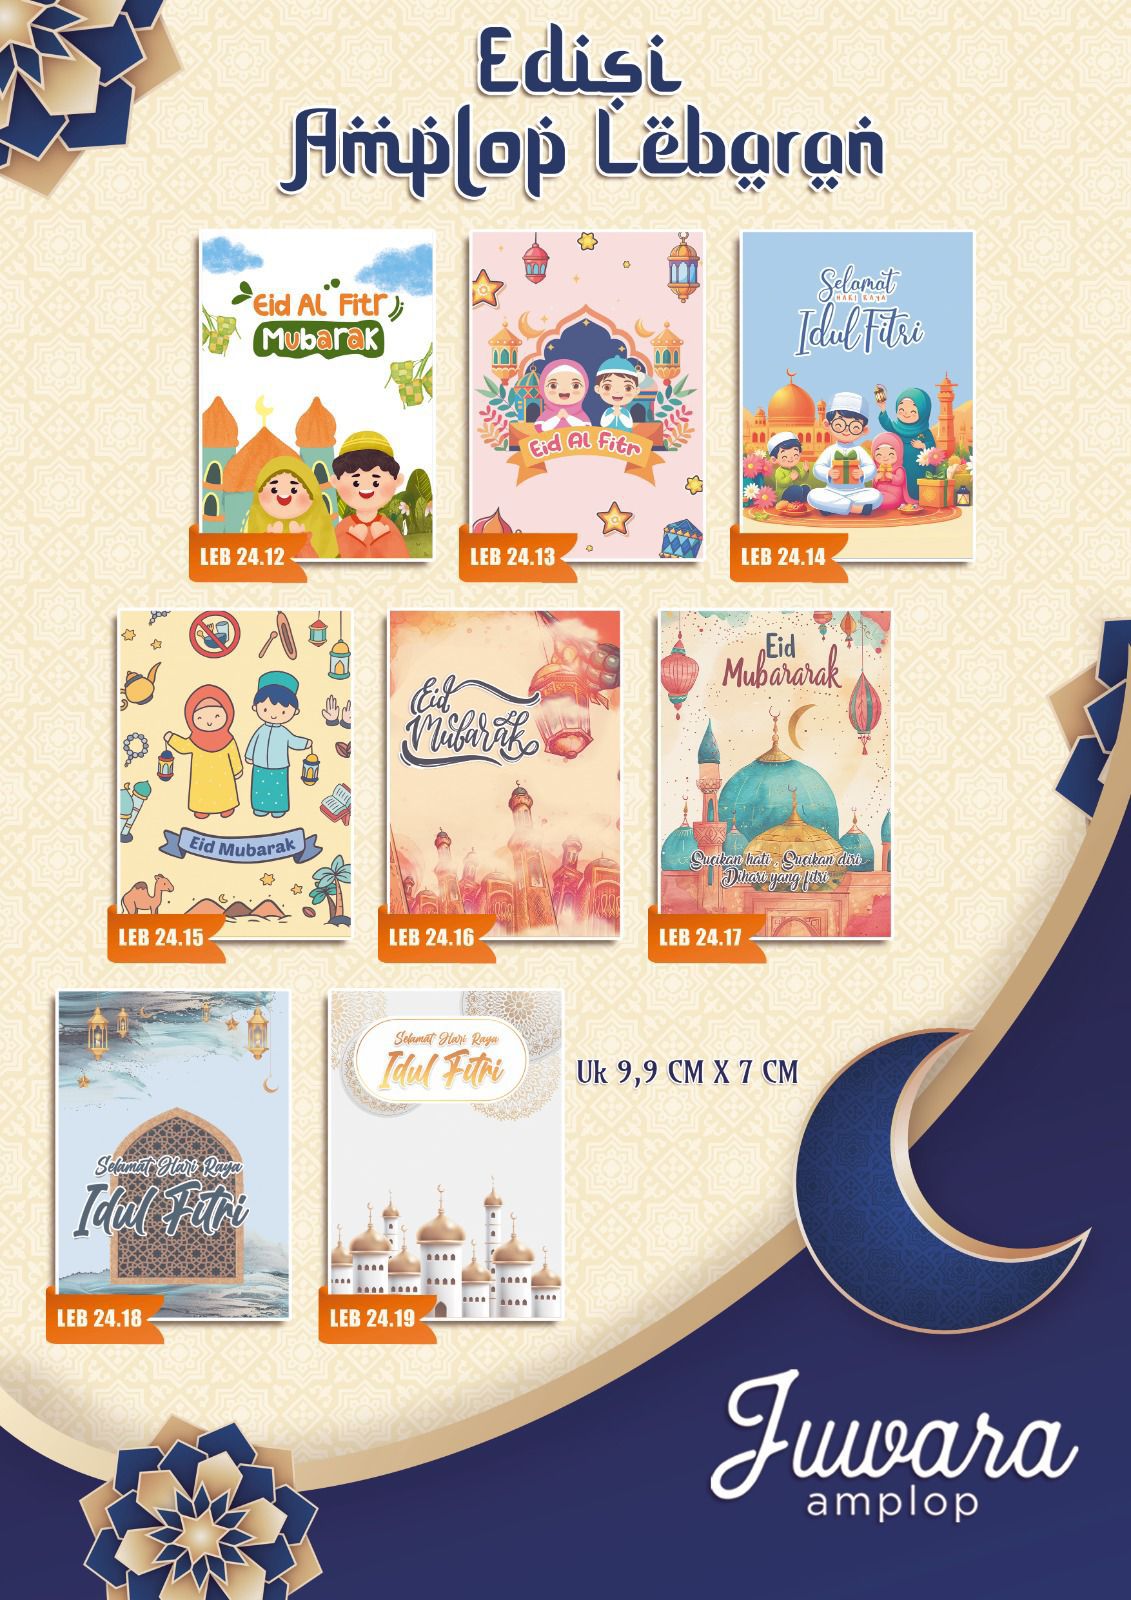 Edisi
Amplop Lebaran
Eid Al Fitr
Mubarak
LEB 24.12
Eid Al Fitr
LEB 24.13
Selamat
HARI RAYA
Idul Fitri
LEB 24.14
Eid Mubarak
LEB 24.15
Eid
Mubarak
LEB 24.16
Eid
Mubararak
Sucikan hati , Sucikan diri
Dihari yang fitri
LEB 24.17
Selamat Hari Raya
Idul Fitri
LEB 24.18
Selamat Hari Raya
Idul Fitri
LEB 24.19
Uk 9,9 CM X 7 CM
Juwara
amplop